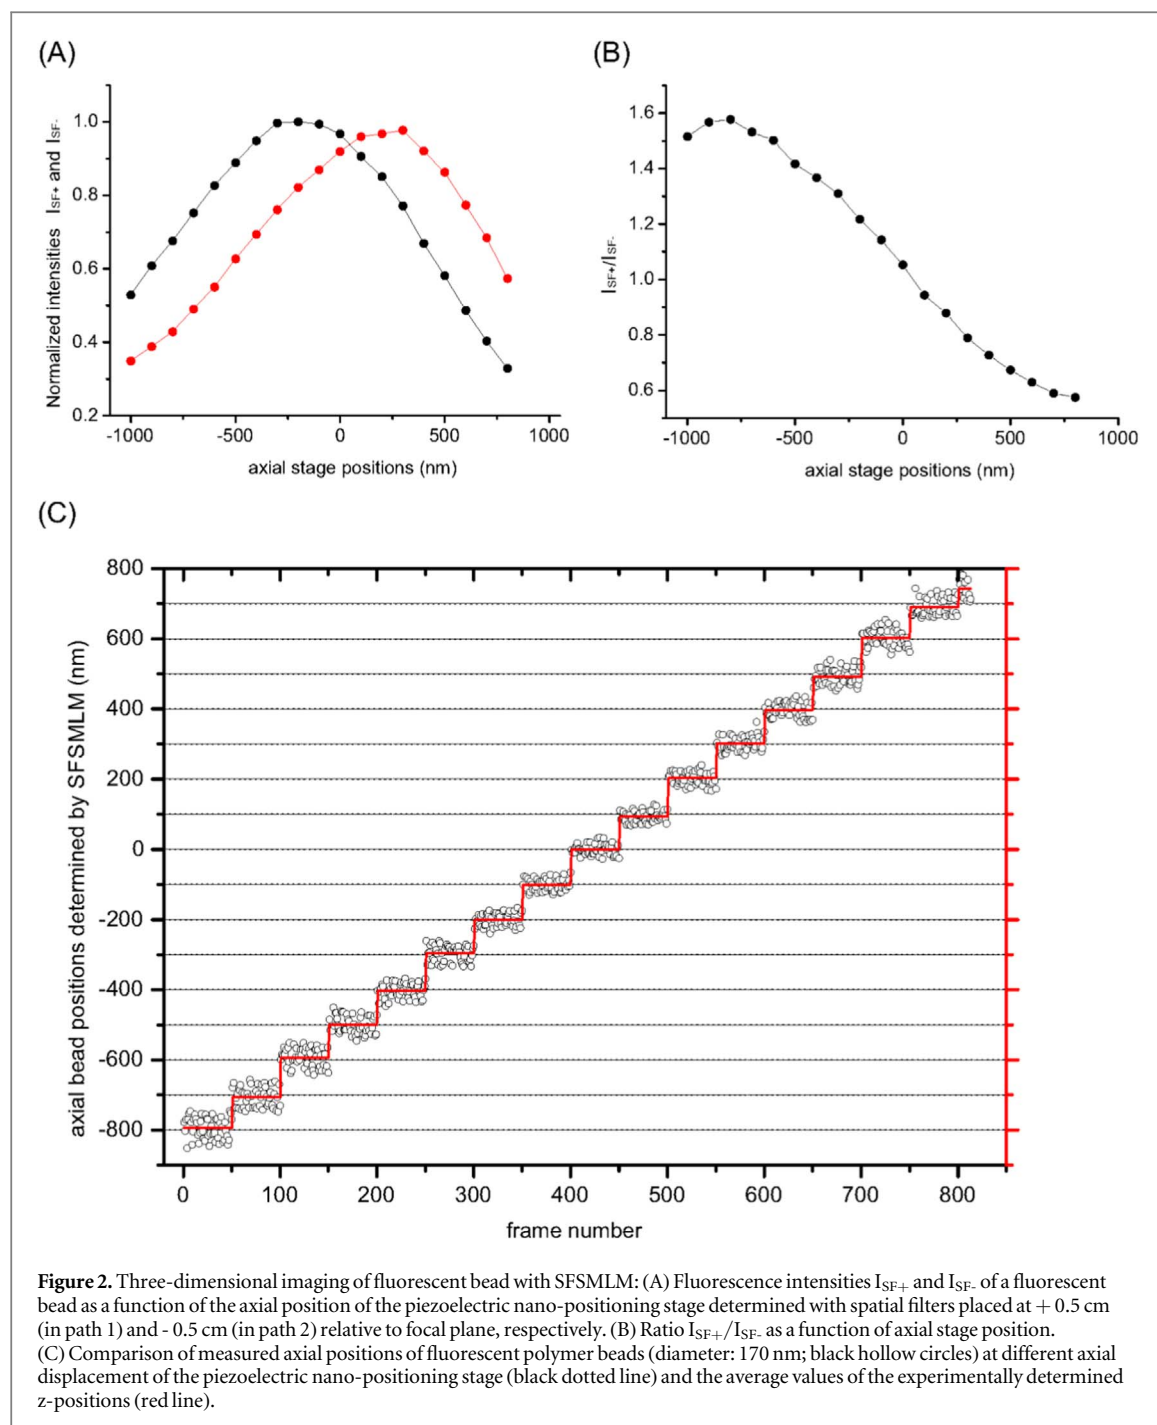 (A)
(B)
Normalized intensities I_SF+ and I_SF-
1.0
0.8
0.6
0.4
0.2
-1000
-500
0
500
1000
axial stage positions (nm)
I_SF+/I_SF-
1.6
1.4
1.2
1.0
0.8
0.6
-1000
-500
0
500
1000
axial stage positions (nm)
(C)
axial bead positions determined by SFSMLM (nm)
800
600
400
200
0
-200
-400
-600
-800
0
100
200
300
400
500
600
700
800
frame number
Figure 2. Three-dimensional imaging of fluorescent bead with SFSMLM: (A) Fluorescence intensities I_SF+ and I_SF- of a fluorescent
bead as a function of the axial position of the piezoelectric nano-positioning stage determined with spatial filters placed at + 0.5 cm
(in path 1) and - 0.5 cm (in path 2) relative to focal plane, respectively. (B) Ratio I_SF+/I_SF- as a function of axial stage position.
(C) Comparison of measured axial positions of fluorescent polymer beads (diameter: 170 nm; black hollow circles) at different axial
displacement of the piezoelectric nano-positioning stage (black dotted line) and the average values of the experimentally determined
z-positions (red line).